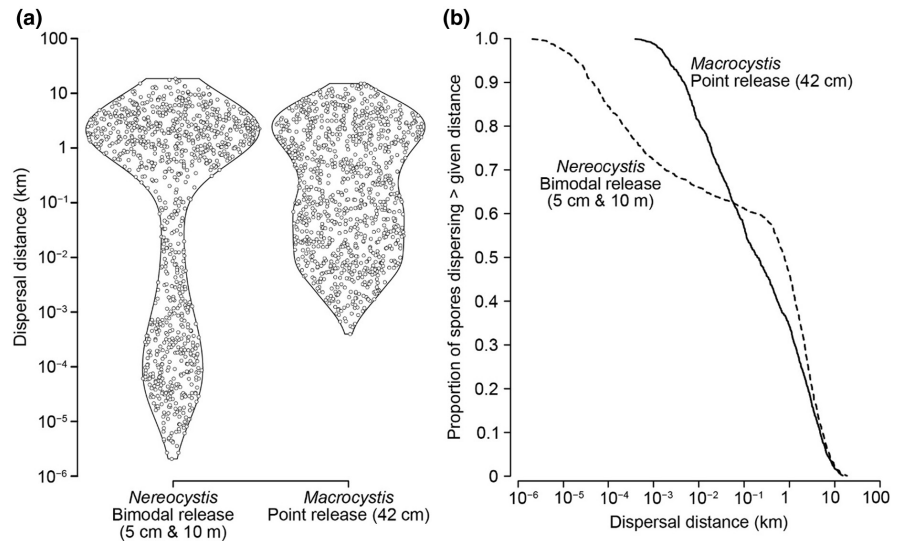 (a)
100
10
1
10⁻¹
10⁻²
10⁻³
10⁻⁴
10⁻⁵
10⁻⁶
Dispersal distance (km)
Nereocystis
Bimodal release
(5 cm & 10 m)
Macrocystis
Point release (42 cm)
(b)
1.0
0.9
0.8
0.7
0.6
0.5
0.4
0.3
0.2
0.1
0
Proportion of spores dispersing > given distance
Macrocystis
Point release (42 cm)
Nereocystis
Bimodal release
(5 cm & 10 m)
10⁻⁶ 10⁻⁵ 10⁻⁴ 10⁻³ 10⁻² 10⁻¹ 1 10 100
Dispersal distance (km)